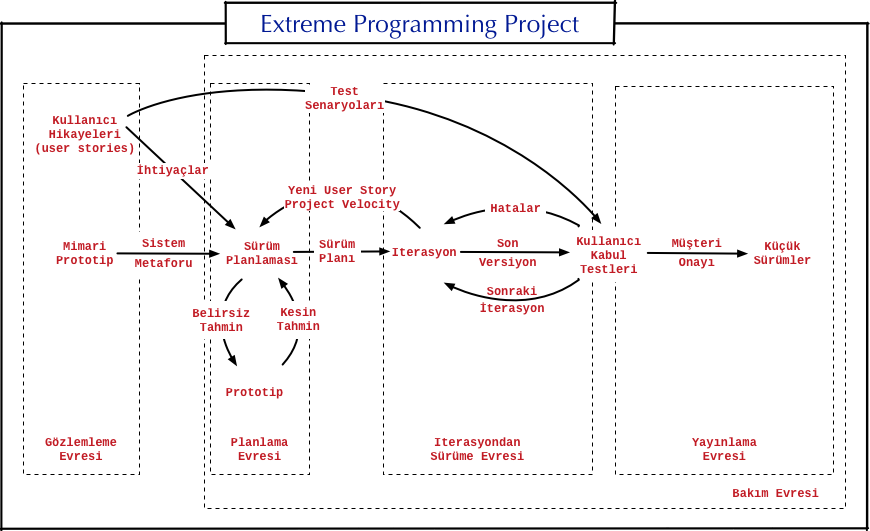 Extreme Programming Project
Test
Senaryoları
Kullanıcı
Hikayeleri
(user stories)
İhtiyaçlar
Yeni User Story
Project Velocity
Hatalar
Mimari
Prototip
Sistem
Metaforu
Sürüm
Planlaması
Sürüm
Planı
Iterasyon
Son
Versiyon
Kullanıcı
Kabul
Testleri
Müşteri
Onayı
Küçük
Sürümler
Sonraki
İterasyon
Belirsiz
Tahmin
Kesin
Tahmin
Prototip
Gözlemleme
Evresi
Planlama
Evresi
Iterasyondan
Sürüme Evresi
Yayınlama
Evresi
Bakım Evresi